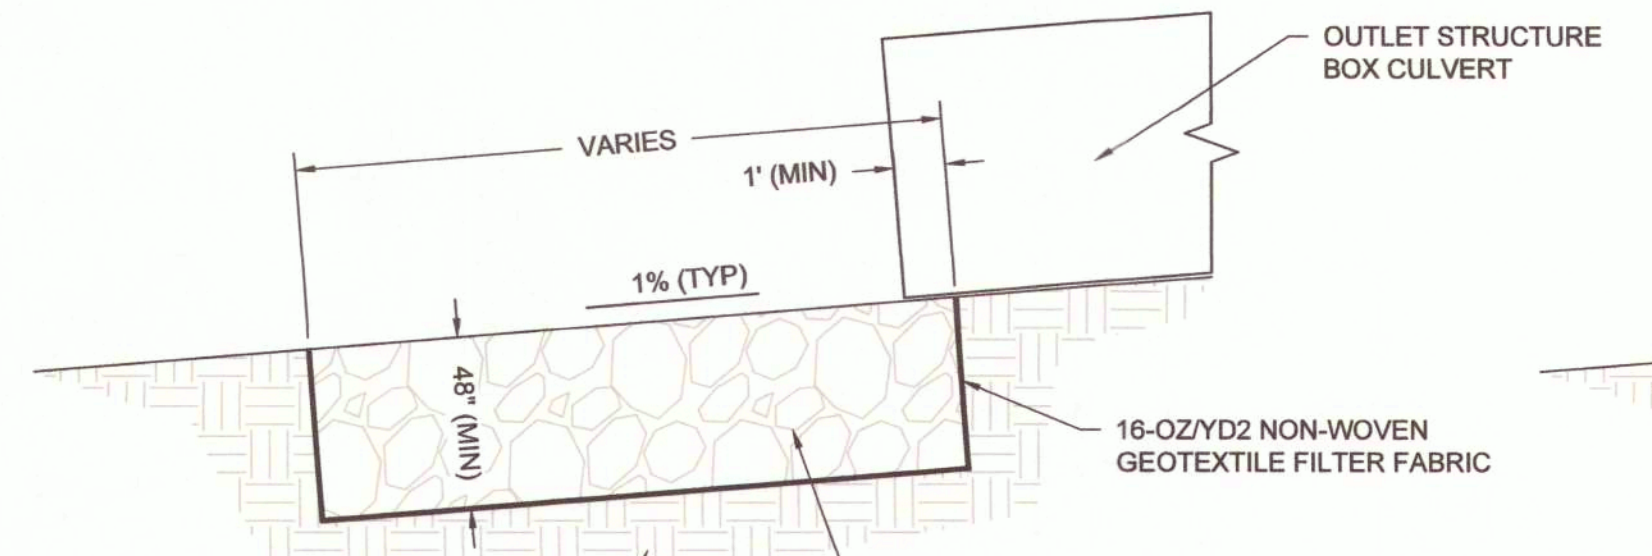 OUTLET STRUCTURE
BOX CULVERT
VARIES
1' (MIN)
1% (TYP)
48" (MIN)
16-OZ/YD2 NON-WOVEN
GEOTEXTILE FILTER FABRIC